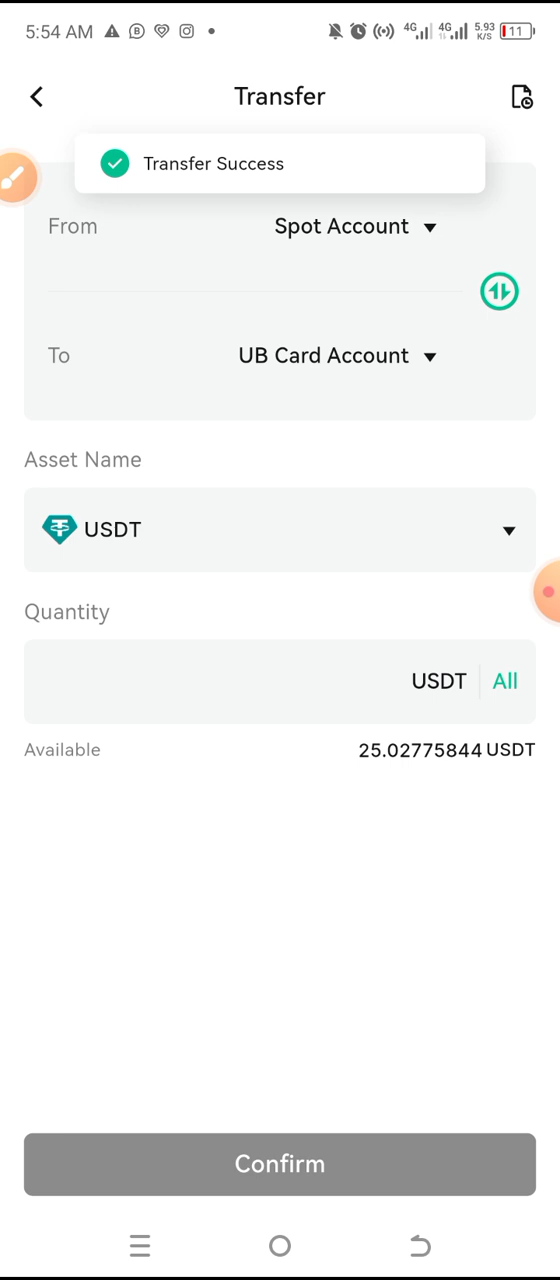 5:54 AM 4G 4G 5.93 K/S 11
Transfer
Transfer Success
From Spot Account
To UB Card Account
Asset Name
USDT
Quantity
USDT All
Available 25.02775844 USDT
Confirm